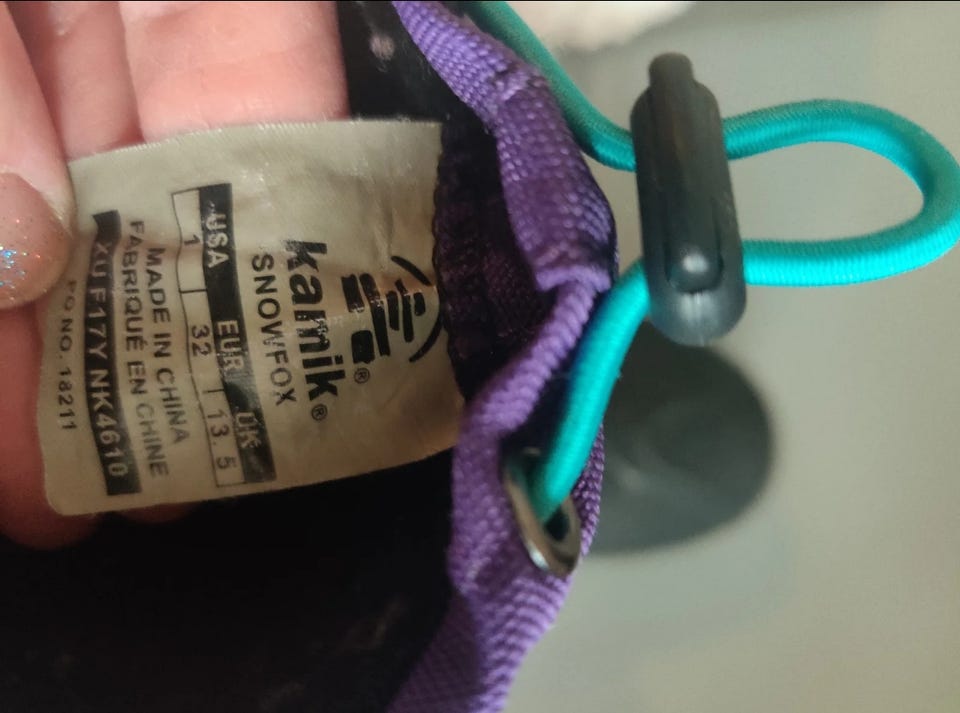 kamik®
SNOWFOX
USA EUR UK
1 32 13.5
MADE IN CHINA
FABRIQUÉ EN CHINE
XU F17Y NK4610
PO NO. 18211